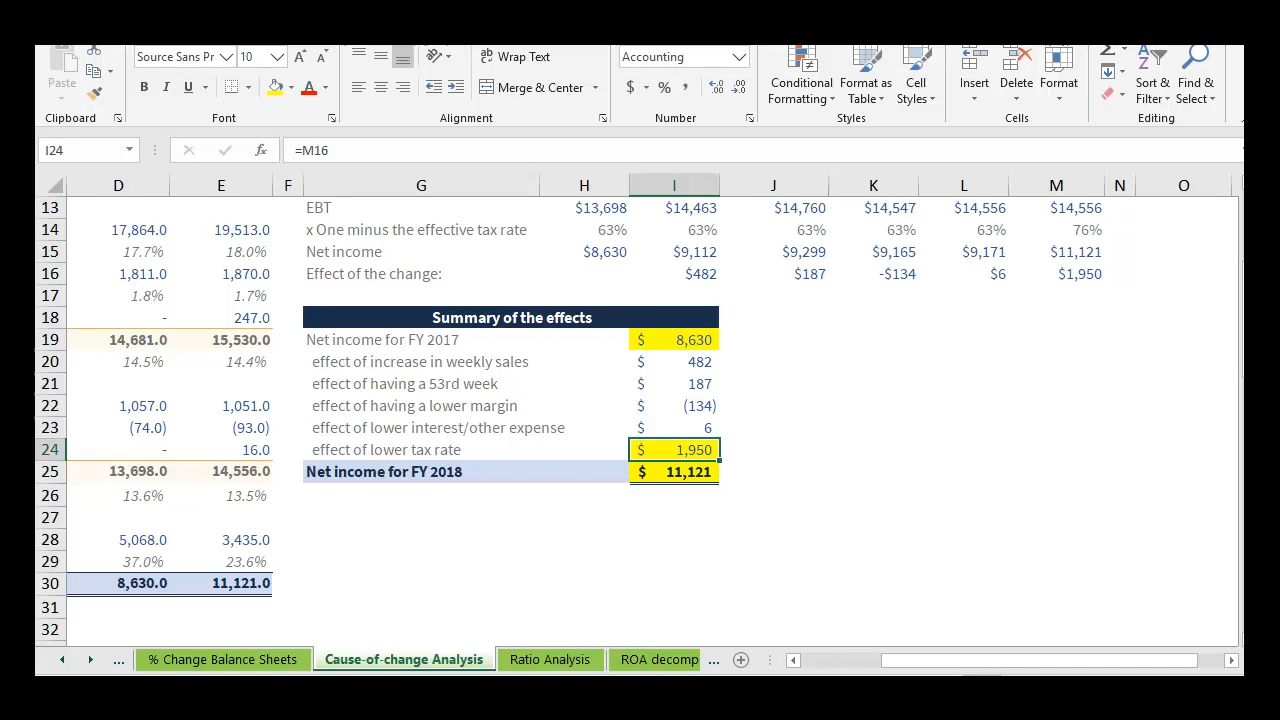 Source Sans Pr 10 A A ab Wrap Text Accounting
Paste B I U A Merge & Center $ % , Conditional Formatting Format as Table Cell Styles Insert Delete Format Sort & Filter Find & Select
Clipboard Font Alignment Number Styles Cells Editing
I24 fx =M16
D E F G H I J K L M N O
13 EBT $13,698 $14,463 $14,760 $14,547 $14,556 $14,556
14 17,864.0 19,513.0 x One minus the effective tax rate 63% 63% 63% 63% 63% 76%
15 17.7% 18.0% Net income $8,630 $9,112 $9,299 $9,165 $9,171 $11,121
16 1,811.0 1,870.0 Effect of the change: $482 $187 -$134 $6 $1,950
17 1.8% 1.7% Summary of the effects
18 - 247.0
19 14,681.0 15,530.0 Net income for FY 2017 $ 8,630
20 14.5% 14.4% effect of increase in weekly sales $ 482
21 effect of having a 53rd week $ 187
22 1,057.0 1,051.0 effect of having a lower margin $ (134)
23 (74.0) (93.0) effect of lower interest/other expense $ 6
24 - 16.0 effect of lower tax rate $ 1,950
25 13,698.0 14,556.0 Net income for FY 2018 $ 11,121
26 13.6% 13.5%
27
28 5,068.0 3,435.0
29 37.0% 23.6%
30 8,630.0 11,121.0
31
32
... % Change Balance Sheets Cause-of-change Analysis Ratio Analysis ROA decomp ...